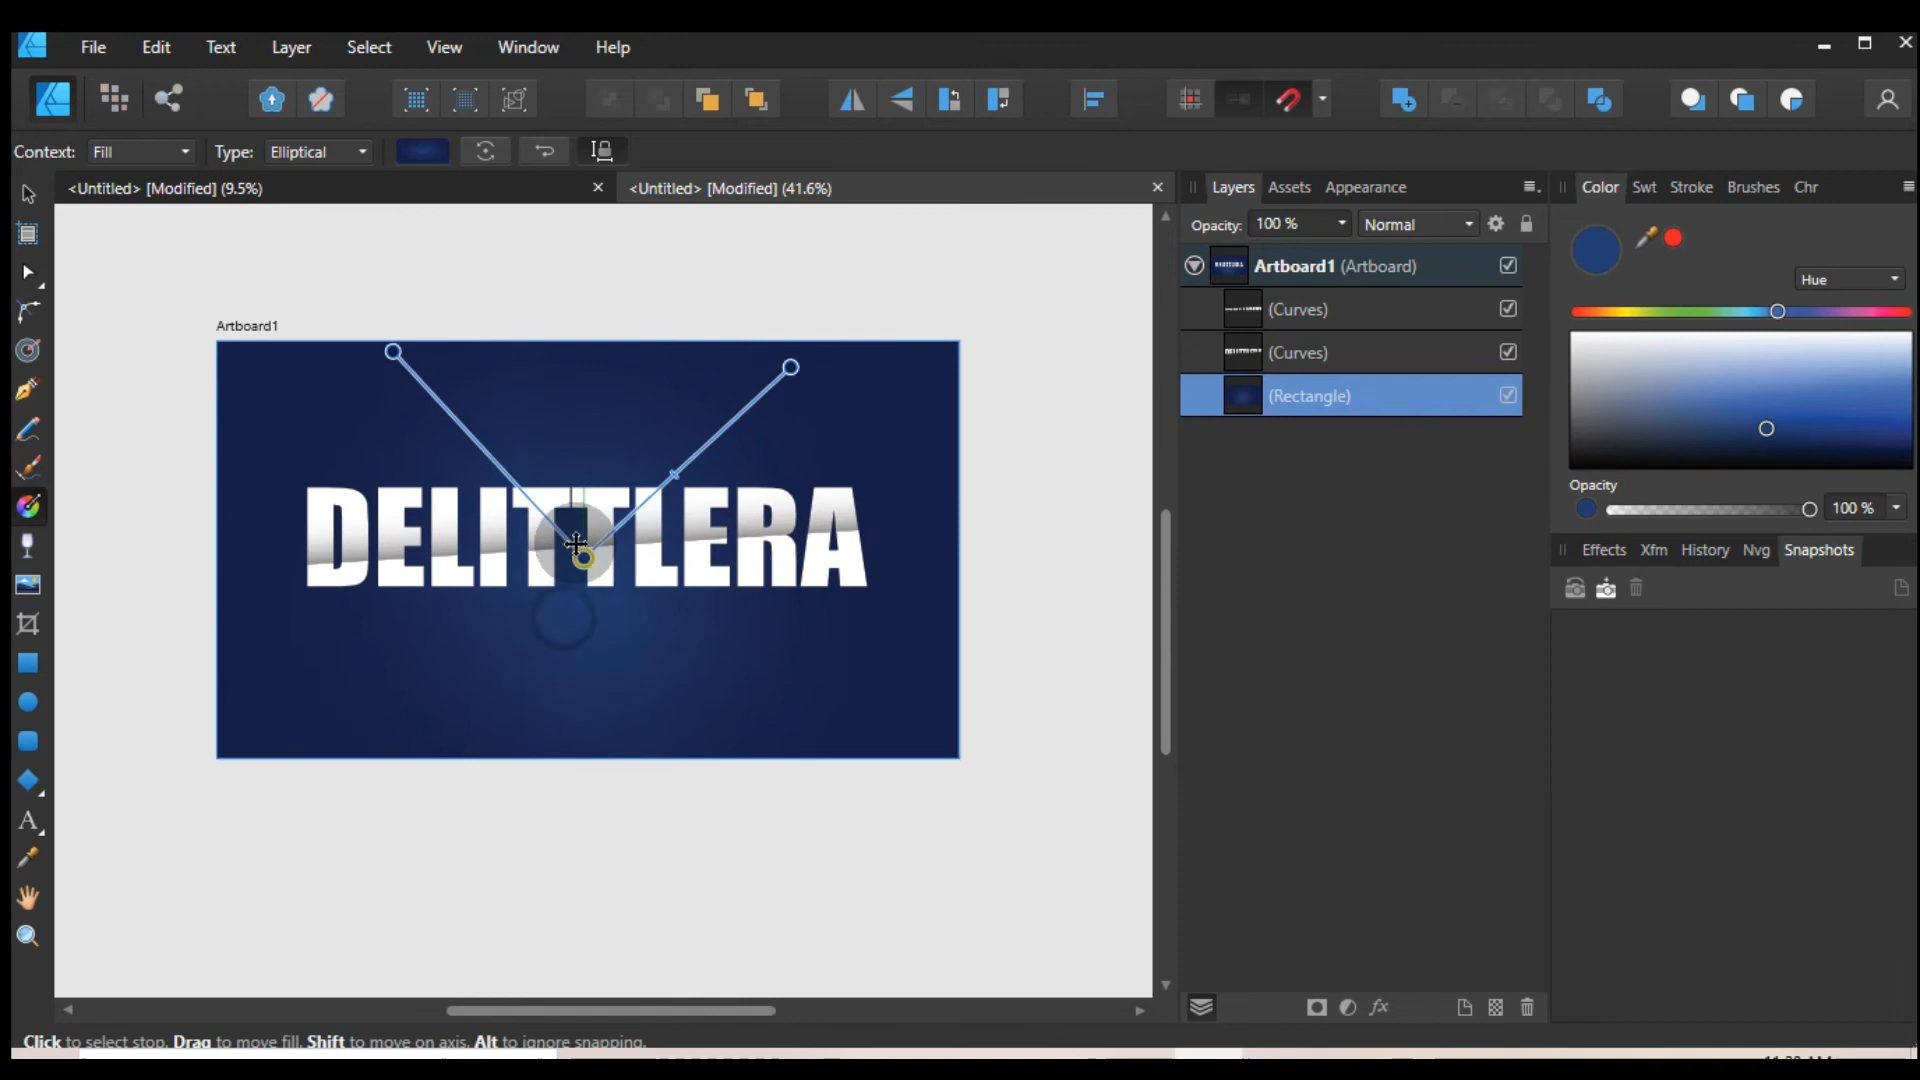 File Edit Text Layer Select View Window Help
Context: Fill Type: Elliptical
<Untitled> [Modified] (9.5%) <Untitled> [Modified] (41.6%)
Layers Assets Appearance
Color Swt Stroke Brushes Chr
Opacity: 100 % Normal
Artboard1 (Artboard)
Hue
(Curves)
Artboard1
(Curves)
(Rectangle)
Opacity
100 %
DELITTLERA
Effects Xfm History Nvg Snapshots
fx
Click to select stop. Drag to move fill. Shift to move on axis. Alt to ignore snapping.